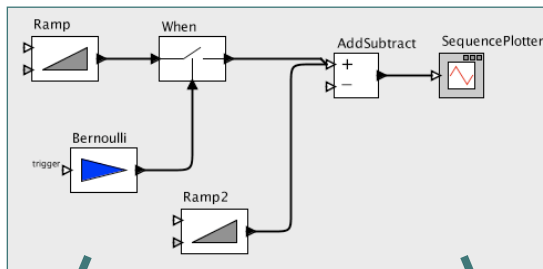 Ramp
When
AddSubtract
SequencePlotter
+
−
Bernoulli
trigger
Ramp2